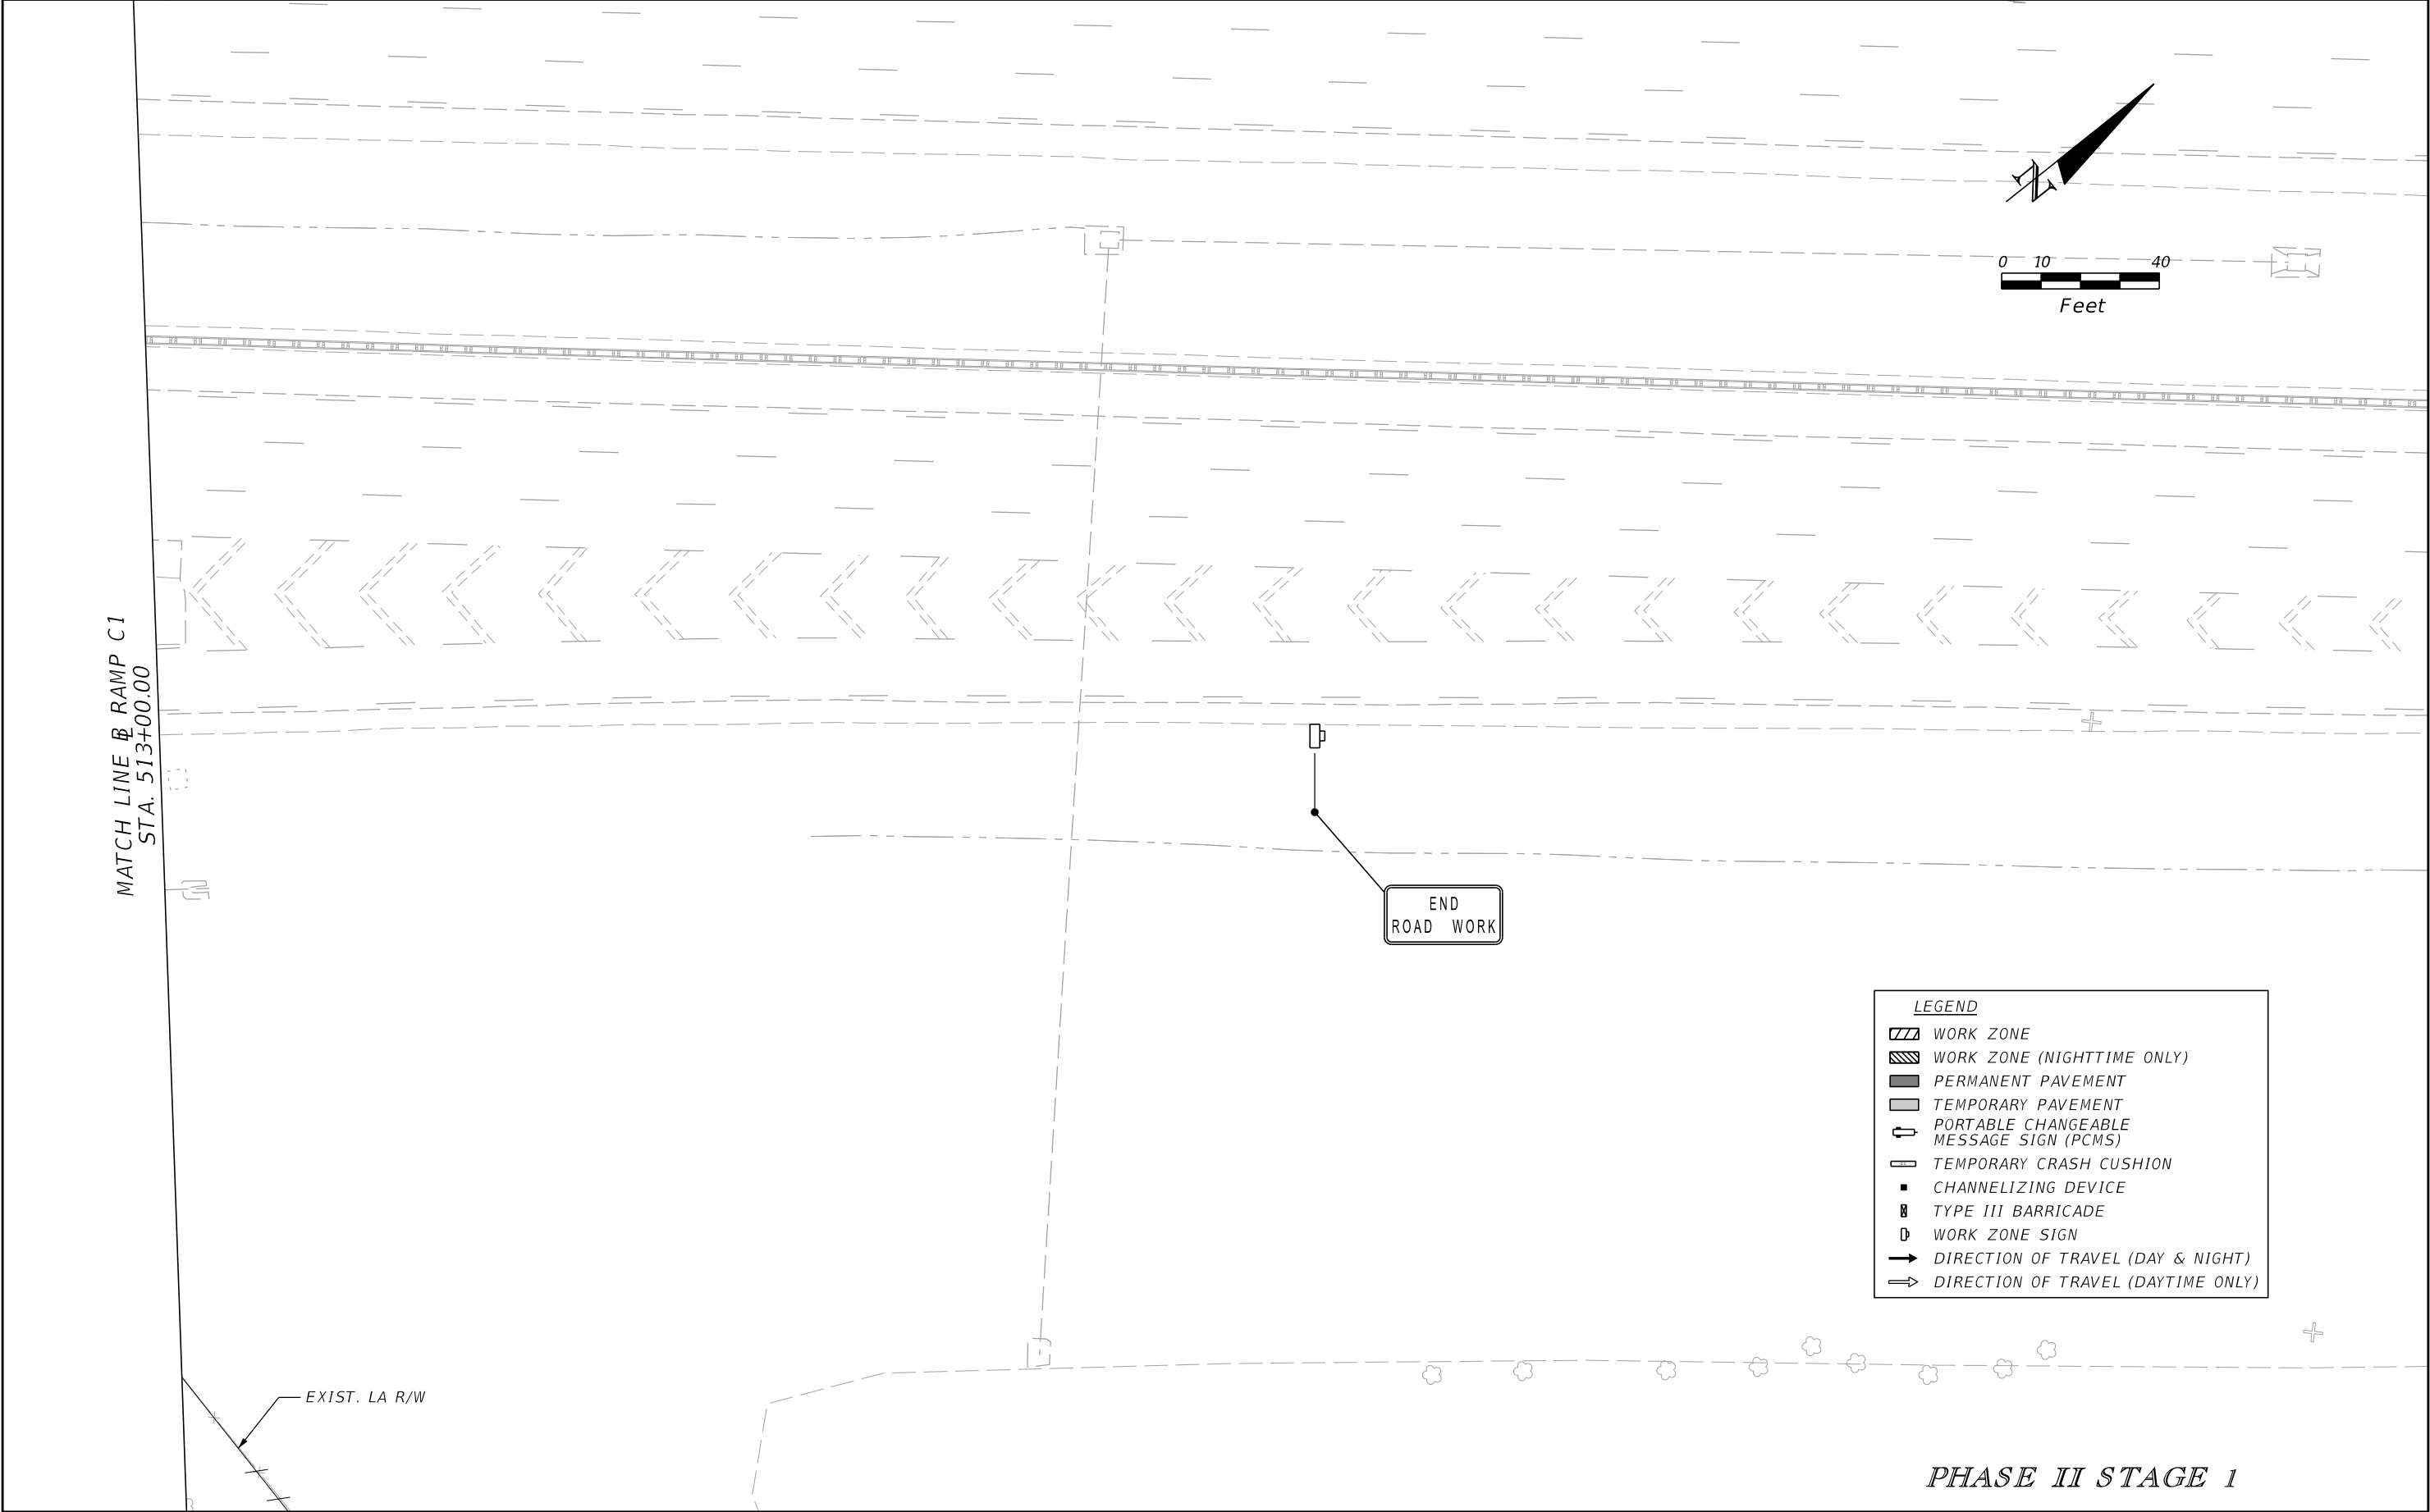 N
0 10 40
Feet
MATCH LINE ℄ RAMP C1
STA. 513+00.00
END
ROAD WORK
LEGEND
WORK ZONE
WORK ZONE (NIGHTTIME ONLY)
PERMANENT PAVEMENT
TEMPORARY PAVEMENT
PORTABLE CHANGEABLE
MESSAGE SIGN (PCMS)
TEMPORARY CRASH CUSHION
CHANNELIZING DEVICE
TYPE III BARRICADE
WORK ZONE SIGN
DIRECTION OF TRAVEL (DAY & NIGHT)
DIRECTION OF TRAVEL (DAYTIME ONLY)
EXIST. LA R/W
PHASE II STAGE 1